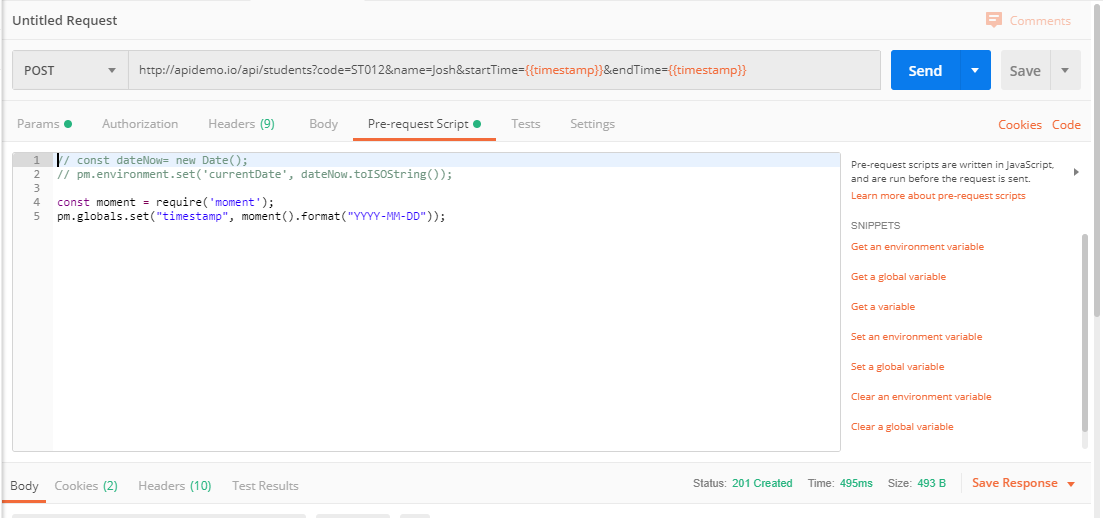 Untitled Request
Comments
POST
http://apidemo.io/api/students?code=ST012&name=Josh&startTime={{timestamp}}&endTime={{timestamp}}
Send
Save
Params
Authorization
Headers (9)
Body
Pre-request Script
Tests
Settings
Cookies
Code
1 // const dateNow= new Date();
2 // pm.environment.set('currentDate', dateNow.toISOString());
3
4 const moment = require('moment');
5 pm.globals.set("timestamp", moment().format("YYYY-MM-DD"));
Pre-request scripts are written in JavaScript,
and are run before the request is sent.
Learn more about pre-request scripts
SNIPPETS
Get an environment variable
Get a global variable
Get a variable
Set an environment variable
Set a global variable
Clear an environment variable
Clear a global variable
Body
Cookies (2)
Headers (10)
Test Results
Status: 201 Created
Time: 495ms
Size: 493 B
Save Response